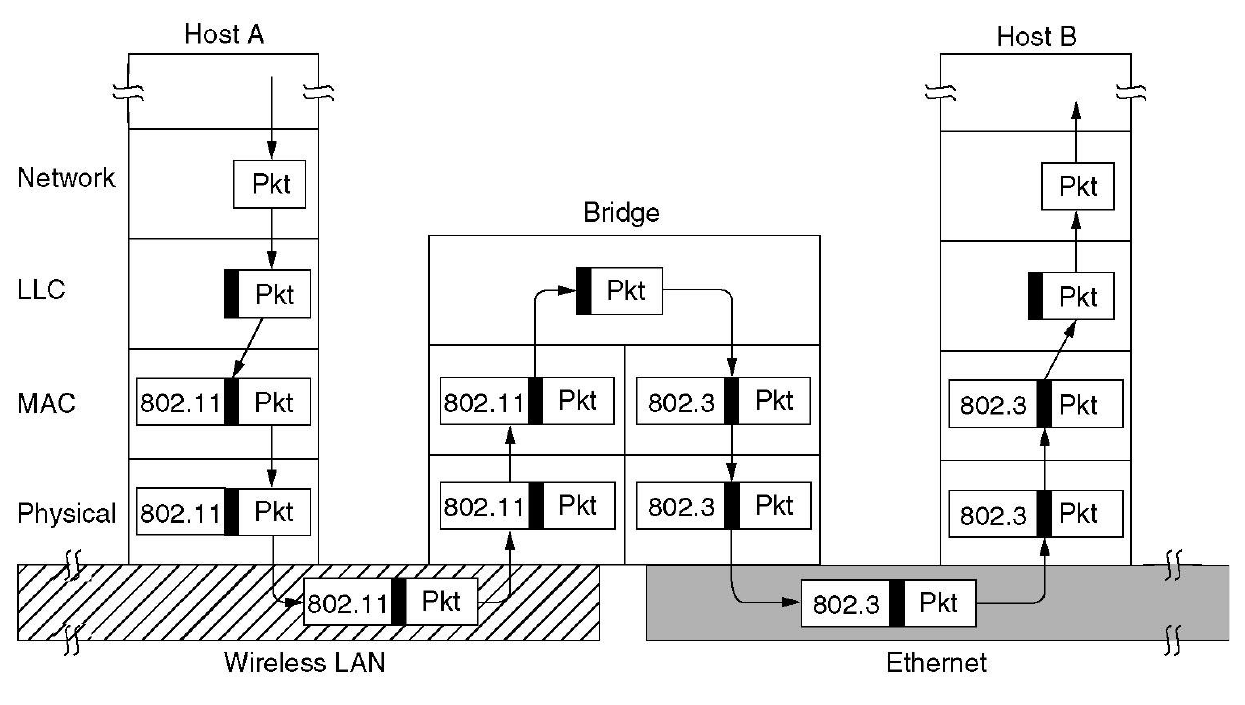 Host A
Host B
Network
Pkt
Pkt
Bridge
LLC
Pkt
Pkt
Pkt
MAC
802.11 Pkt
802.11 Pkt
802.3 Pkt
802.3 Pkt
Physical
802.11 Pkt
802.11 Pkt
802.3 Pkt
802.3 Pkt
802.11 Pkt
802.3 Pkt
Wireless LAN
Ethernet